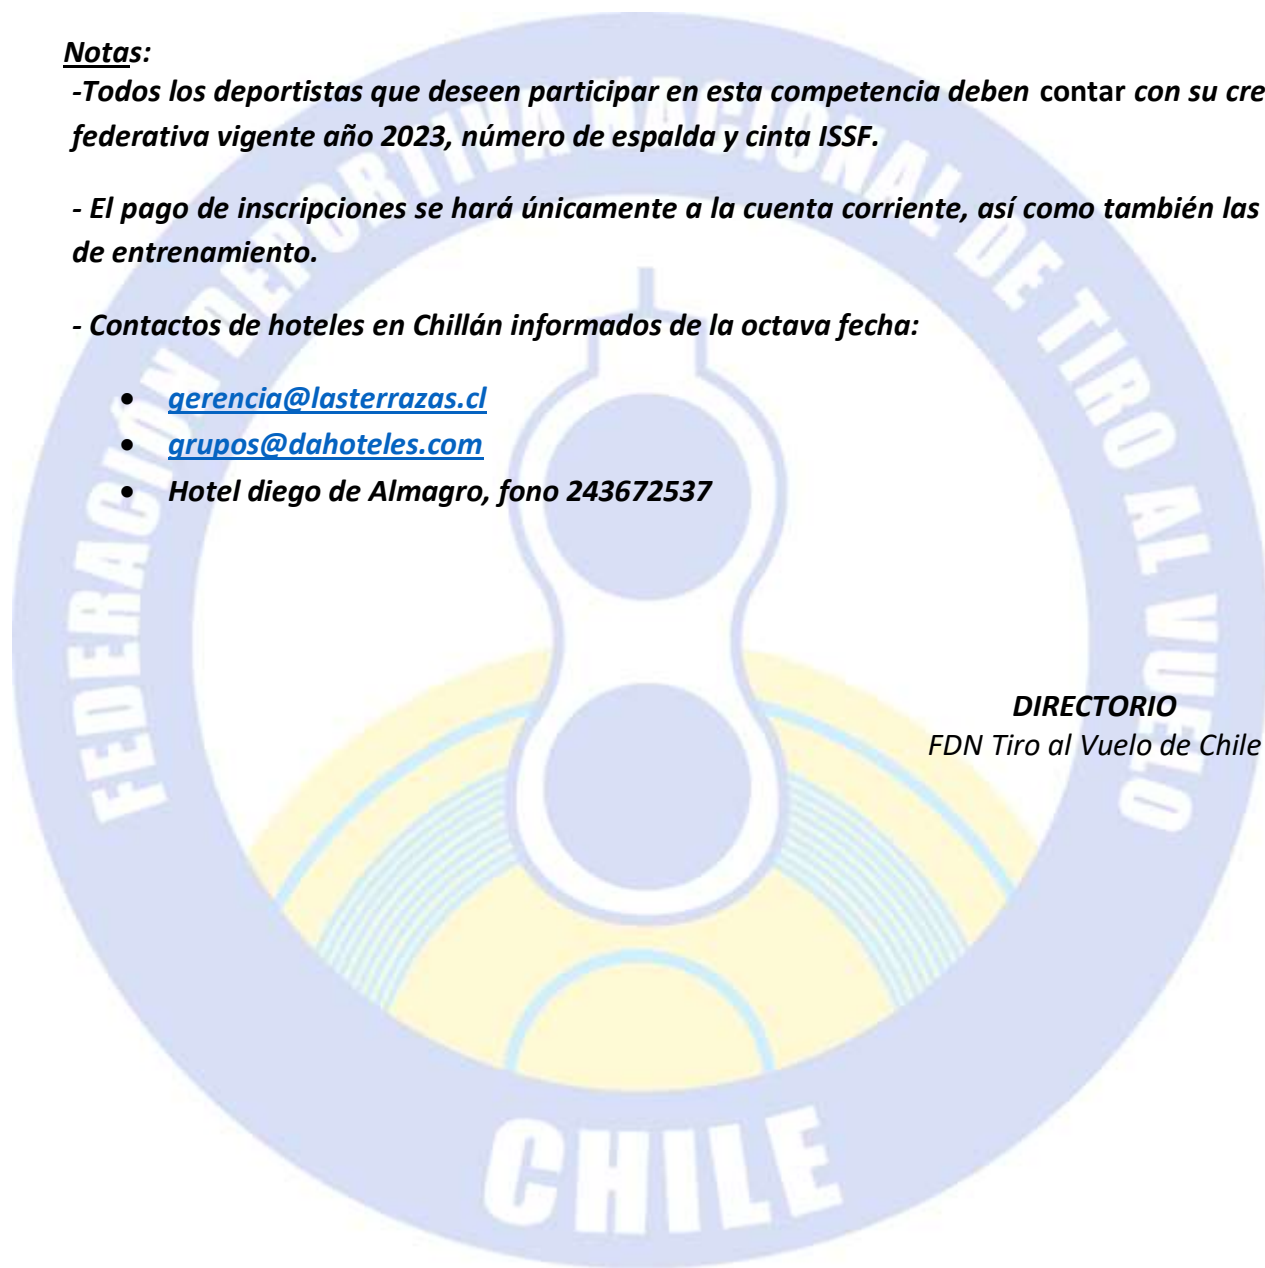 Notas:
-Todos los deportistas que deseen participar en esta competencia deben contar con su cre
federativa vigente año 2023, número de espalda y cinta ISSF.
- El pago de inscripciones se hará únicamente a la cuenta corriente, así como también las
de entrenamiento.
- Contactos de hoteles en Chillán informados de la octava fecha:
• gerencia@lasterrazas.cl
• grupos@dahoteles.com
• Hotel diego de Almagro, fono 243672537
DIRECTORIO
FDN Tiro al Vuelo de Chile
FEDERACIÓN DEPORTIVA NACIONAL DE TIRO AL VUELO
CHILE